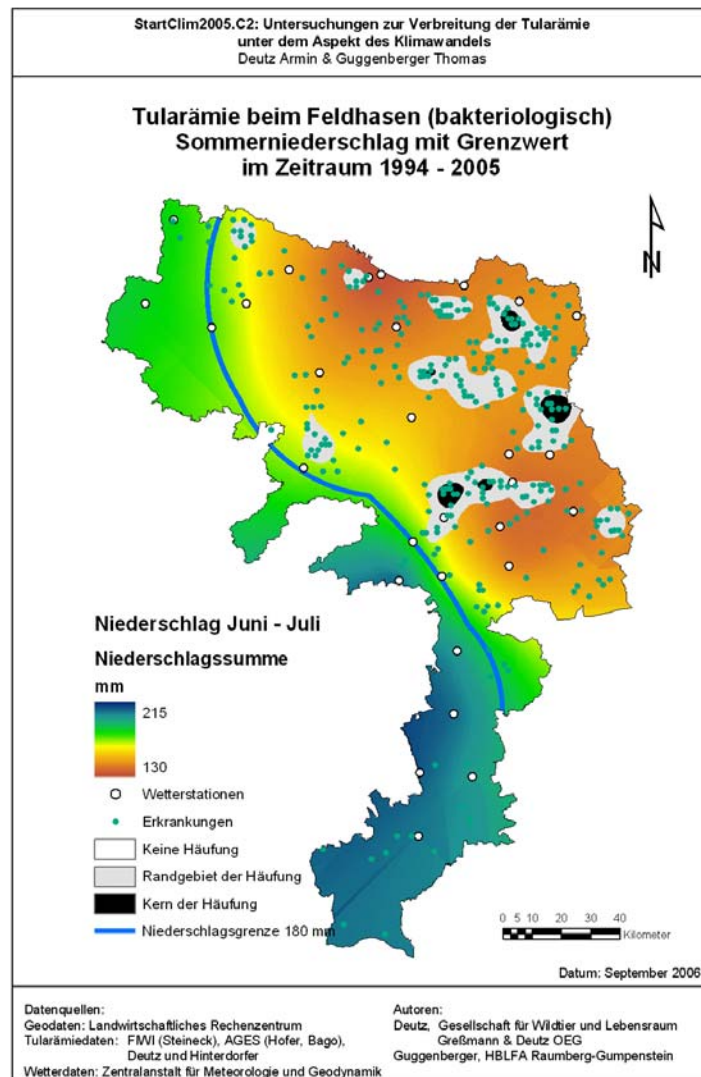 StartClim2005.C2: Untersuchungen zur Verbreitung der Tularämie
unter dem Aspekt des Klimawandels
Deutz Armin & Guggenberger Thomas
Tularämie beim Feldhasen (bakteriologisch)
Sommerniederschlag mit Grenzwert
im Zeitraum 1994 - 2005
N
Niederschlag Juni - Juli
Niederschlagssumme
mm
215
130
Wetterstationen
Erkrankungen
Keine Häufung
Randgebiet der Häufung
Kern der Häufung
Niederschlagsgrenze 180 mm
0 5 10 20 30 40
Kilometer
Datum: September 2006
Datenquellen:
Geodaten: Landwirtschaftliches Rechenzentrum
Tularämiedaten: FIWI (Steineck), AGES (Hofer, Bago),
Deutz und Hinterdorfer
Wetterdaten: Zentralanstalt für Meteorologie und Geodynamik
Autoren:
Deutz, Gesellschaft für Wildtier und Lebensraum
Greßmann & Deutz OEG
Guggenberger, HBLFA Raumberg-Gumpenstein